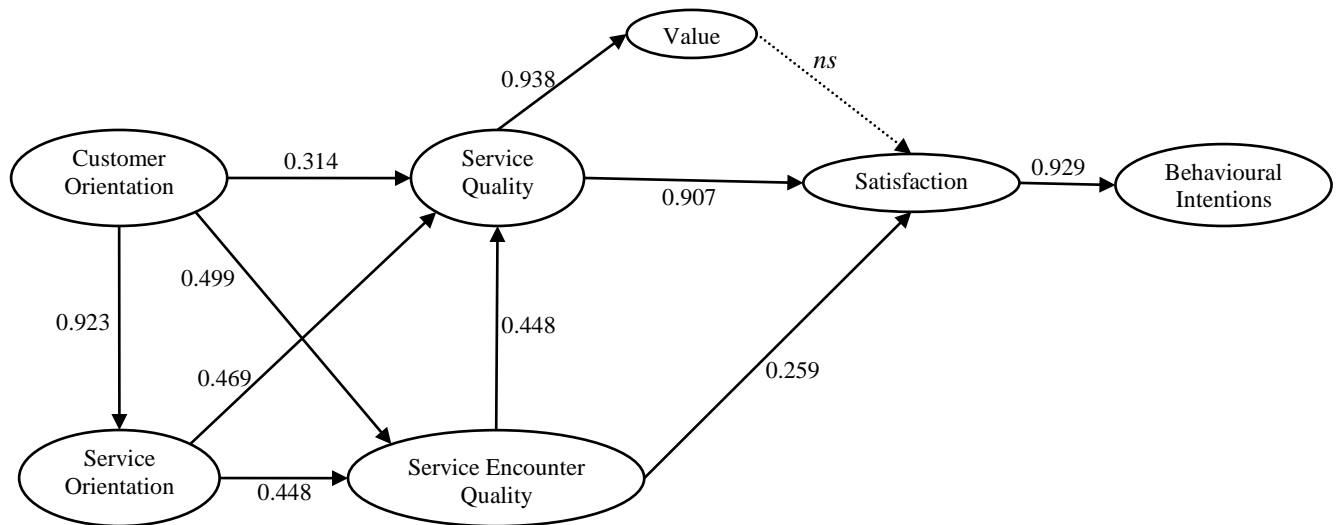 Value
ns
0.938
Customer
Orientation
0.314
Service
Quality
0.907
Satisfaction
0.929
Behavioural
Intentions
0.499
0.923
0.448
0.469
0.259
Service
Orientation
0.448
Service Encounter
Quality